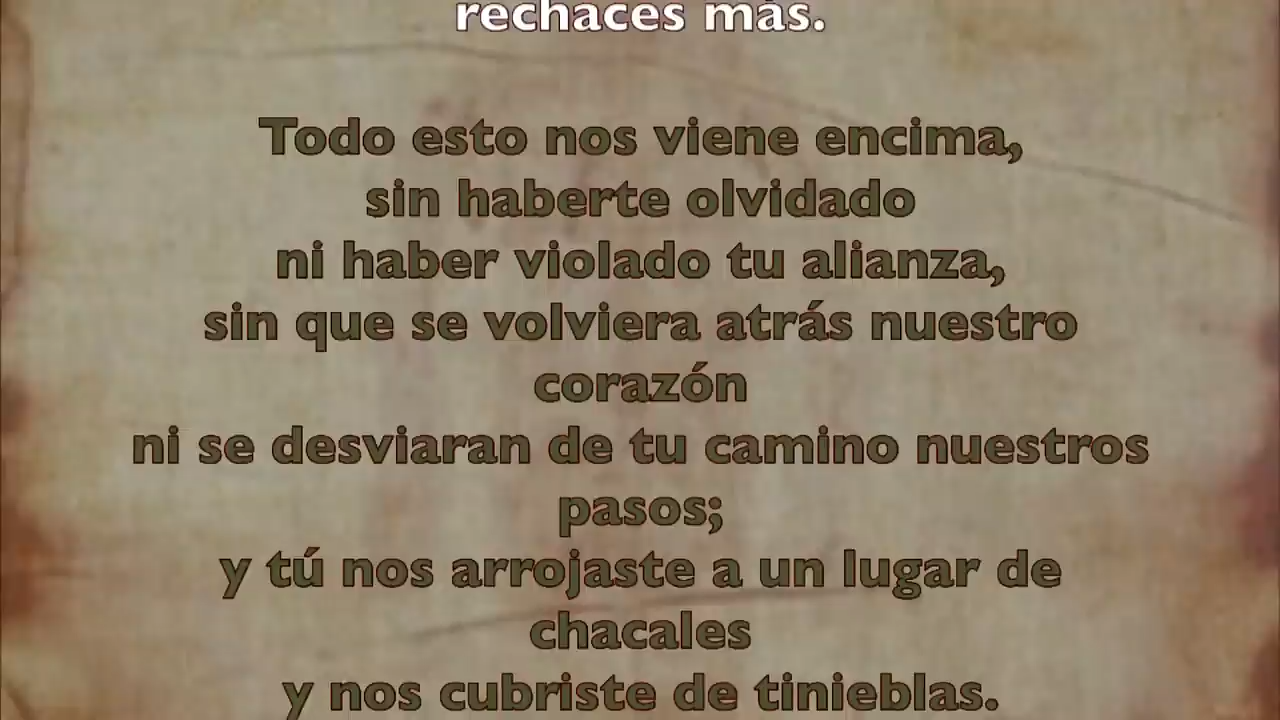 rechaces más.
Todo esto nos viene encima,
sin haberte olvidado
ni haber violado tu alianza,
sin que se volviera atrás nuestro
corazón
ni se desviaran de tu camino nuestros
pasos;
y tú nos arrojaste a un lugar de
chacales
y nos cubriste de tinieblas.